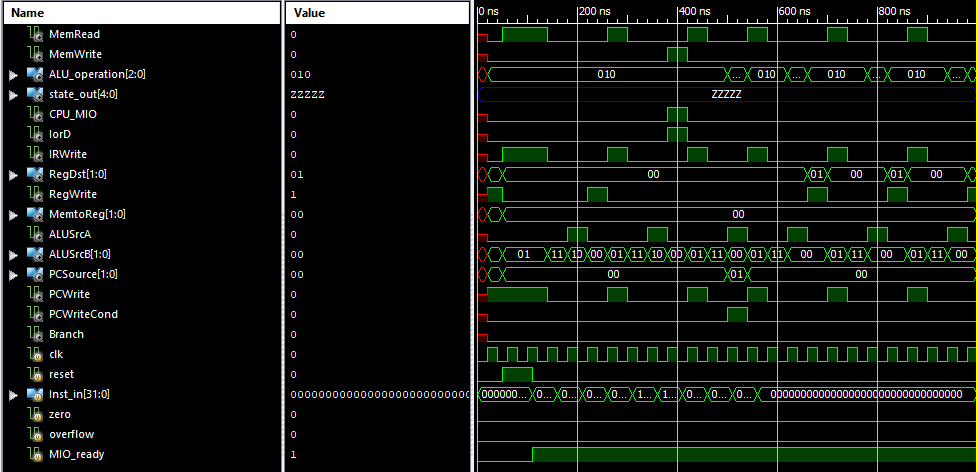 Name Value 0 ns 200 ns 400 ns 600 ns 800 ns
MemRead 0
MemWrite 0
ALU_operation[2:0] 010 010 ... 010 ... 010 ... 010 ...
state_out[4:0] ZZZZZ ZZZZZ
CPU_MIO 0
IorD 0
IRWrite 0
RegDst[1:0] 01 00 01 00 01 00
RegWrite 1
MemtoReg[1:0] 00 00
ALUSrcA 0
ALUSrcB[1:0] 00 01 11 10 00 01 11 10 00 01 11 00 01 11 00 01 11 00 01 11 00
PCSource[1:0] 00 00 01 00
PCWrite 0
PCWriteCond 0
Branch 0
clk 0
reset 0
Inst_in[31:0] 00000000000000000000000000 000000... 0... 0... 0... 0... 1... 1... 0... 0... 0... 00000000000000000000000000000000
zero 0
overflow 0
MIO_ready 1